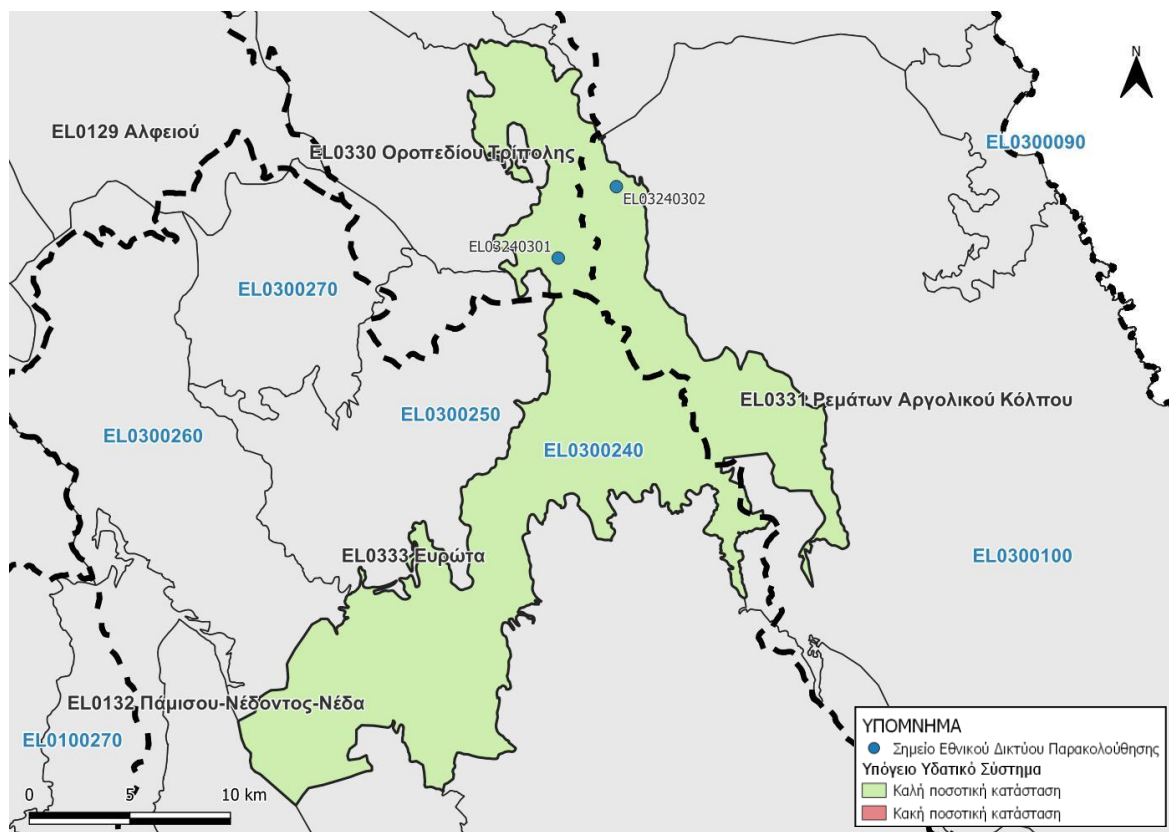 N
EL0129 Αλφειού
EL0330 Οροπεδίου Τρίπολης
EL0300090
EL03240302
EL03240301
EL0300270
EL0331 Ρεμάτων Αργολικού Κόλπου
EL0300250
EL0300260
EL0300240
EL0333 Ευρώτα
EL0300100
EL0132 Πάμισου-Νέδοντος-Νέδα
EL0100270
ΥΠΟΜΝΗΜΑ
Σημείο Εθνικού Δικτύου Παρακολούθησης
Υπόγειο Υδατικό Σύστημα
Καλή ποσοτική κατάσταση
Κακή ποσοτική κατάσταση
0 5 10 km